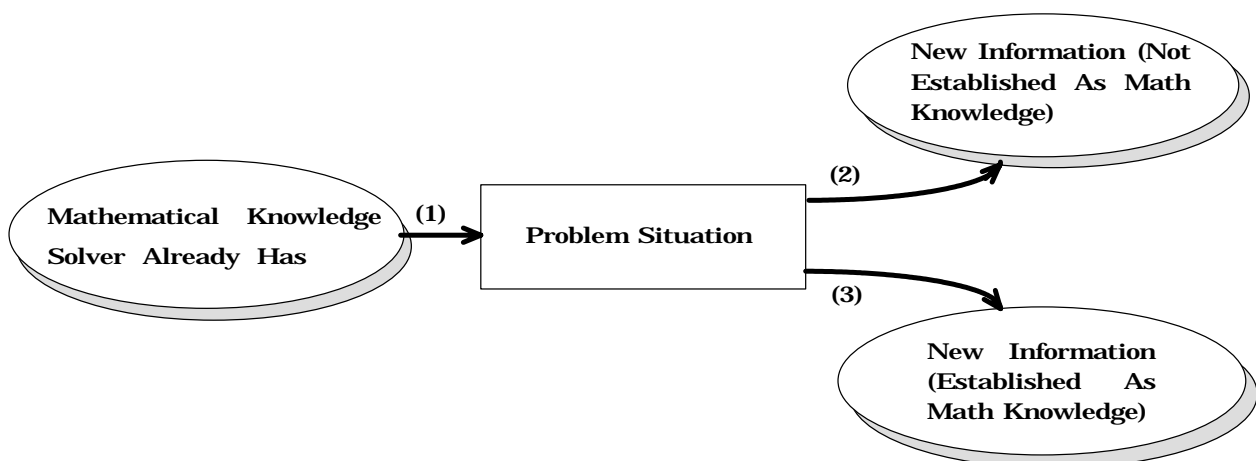 New Information (Not
Established As Math
Knowledge)
(2)
Mathematical Knowledge
Solver Already Has
(1)
Problem Situation
(3)
New Information
(Established As
Math Knowledge)